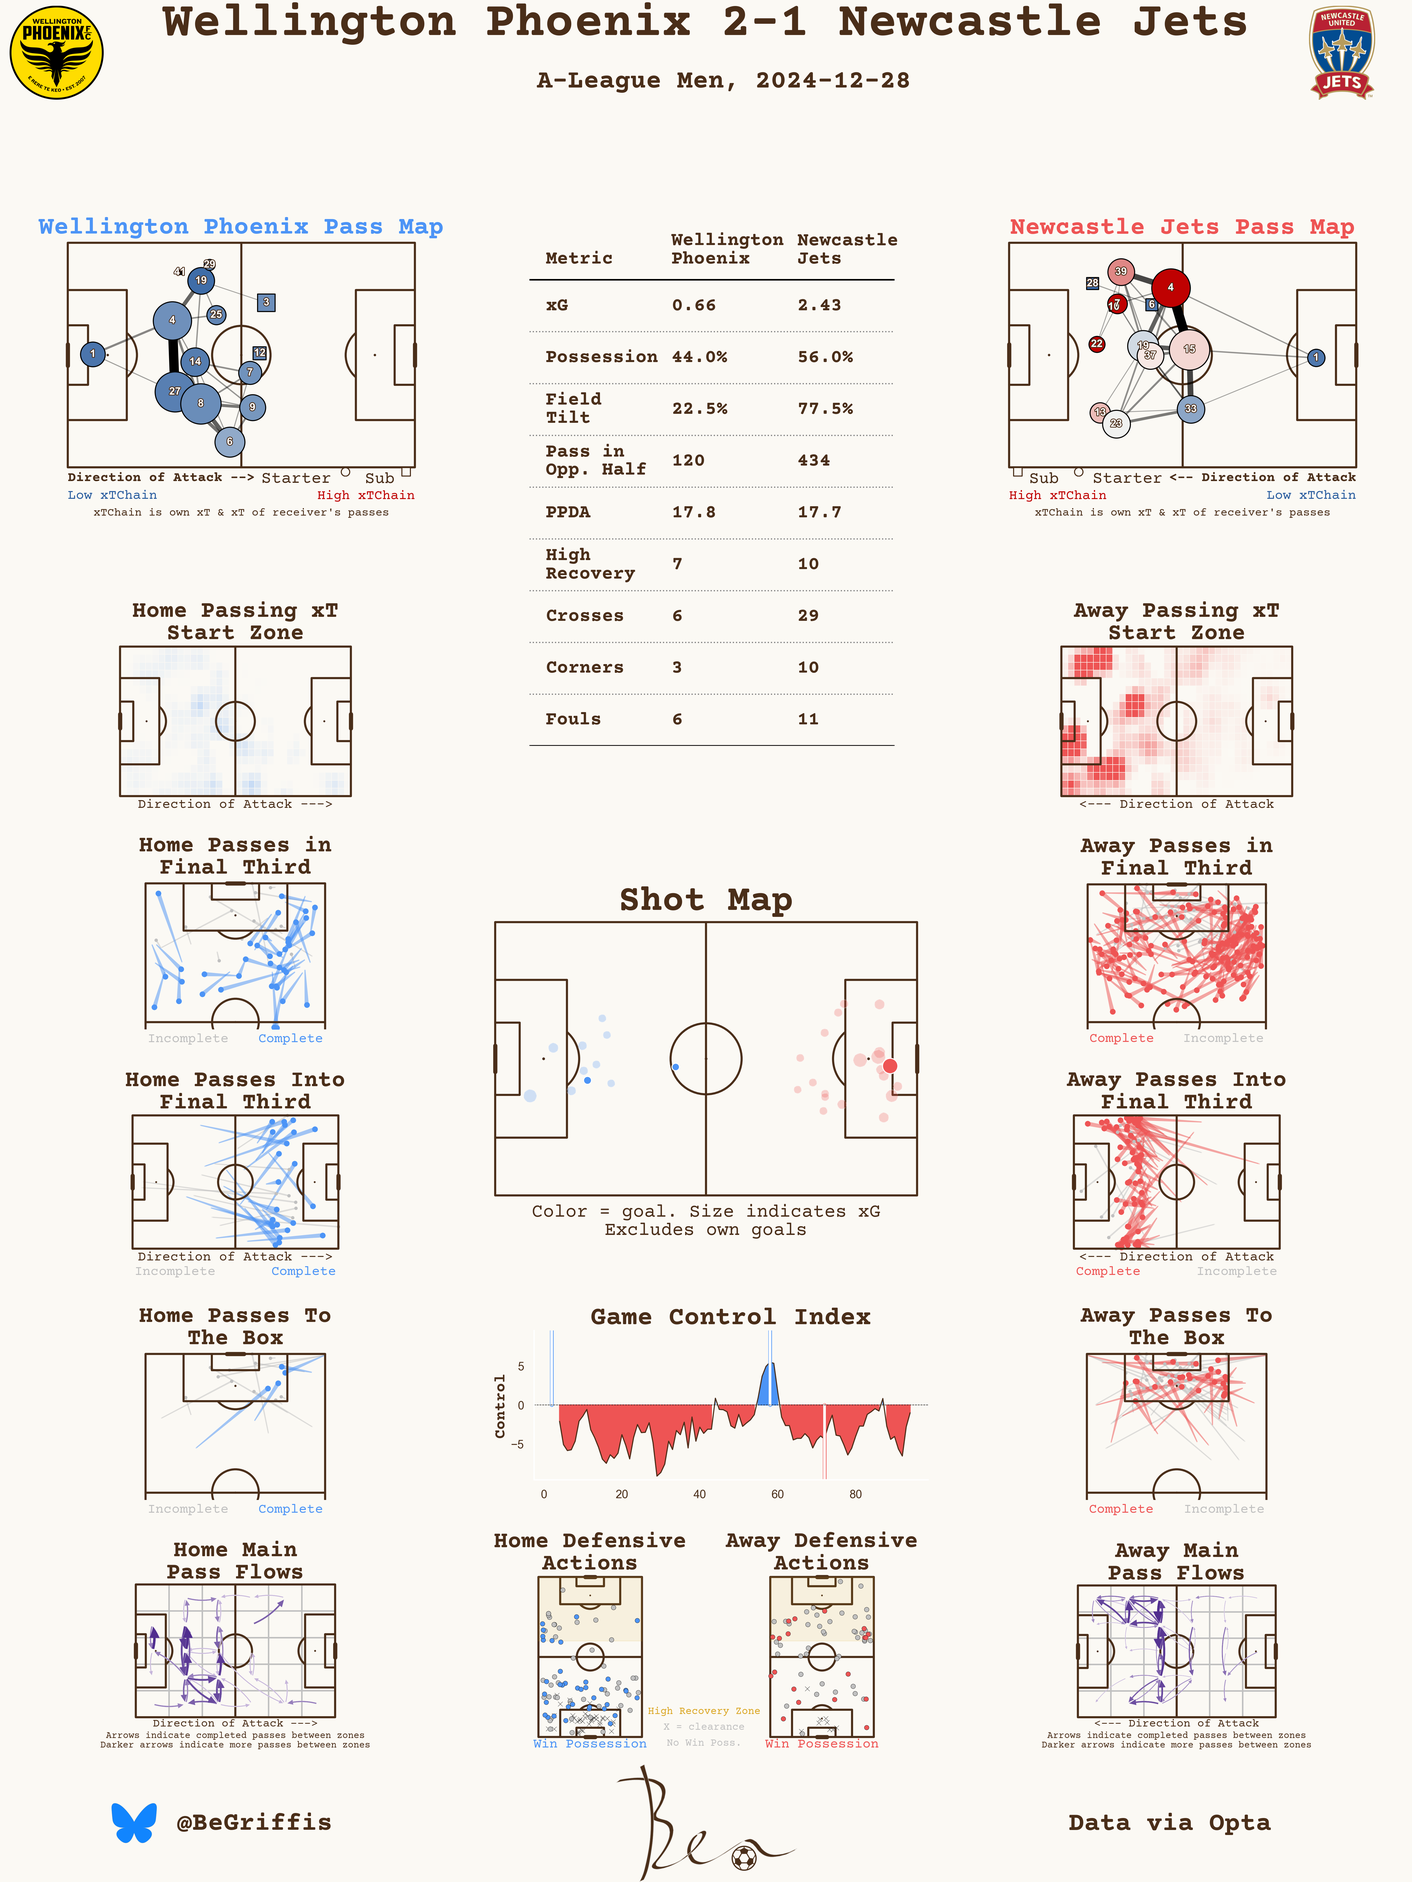 Wellington Phoenix 2-1 Newcastle Jets
A-League Men, 2024-12-28
WELLINGTON
PHOENIX
FC
E RERE TE KEO • EST. 2007
NEWCASTLE
UNITED
JETS
Wellington Phoenix Pass Map
41
29
19
3
25
4
1
14
12
7
27
8
9
6
Direction of Attack --> Starter Sub
Low xTChain High xTChain
xTChain is own xT & xT of receiver's passes
Metric Wellington Phoenix Newcastle Jets
xG 0.66 2.43
Possession 44.0% 56.0%
Field Tilt 22.5% 77.5%
Pass in Opp. Half 120 434
PPDA 17.8 17.7
High Recovery 7 10
Crosses 6 29
Corners 3 10
Fouls 6 11
Newcastle Jets Pass Map
39
28
4
7
6
22
19
37
15
1
13
23
33
Sub Starter <-- Direction of Attack
High xTChain Low xTChain
xTChain is own xT & xT of receiver's passes
Home Passing xT
Start Zone
Direction of Attack --->
Away Passing xT
Start Zone
<--- Direction of Attack
Home Passes in
Final Third
Incomplete Complete
Away Passes in
Final Third
Complete Incomplete
Shot Map
Color = goal. Size indicates xG
Excludes own goals
Home Passes Into
Final Third
Direction of Attack --->
Incomplete Complete
Away Passes Into
Final Third
<--- Direction of Attack
Complete Incomplete
Home Passes To
The Box
Incomplete Complete
Game Control Index
Control
5
0
−5
0 20 40 60 80
Away Passes To
The Box
Complete Incomplete
Home Main
Pass Flows
Direction of Attack --->
Arrows indicate completed passes between zones
Darker arrows indicate more passes between zones
Home Defensive
Actions
Win Possession
Away Defensive
Actions
Win Possession
High Recovery Zone
X = clearance
No Win Poss.
Away Main
Pass Flows
<--- Direction of Attack
Arrows indicate completed passes between zones
Darker arrows indicate more passes between zones
@BeGriffis
Ben
Data via Opta